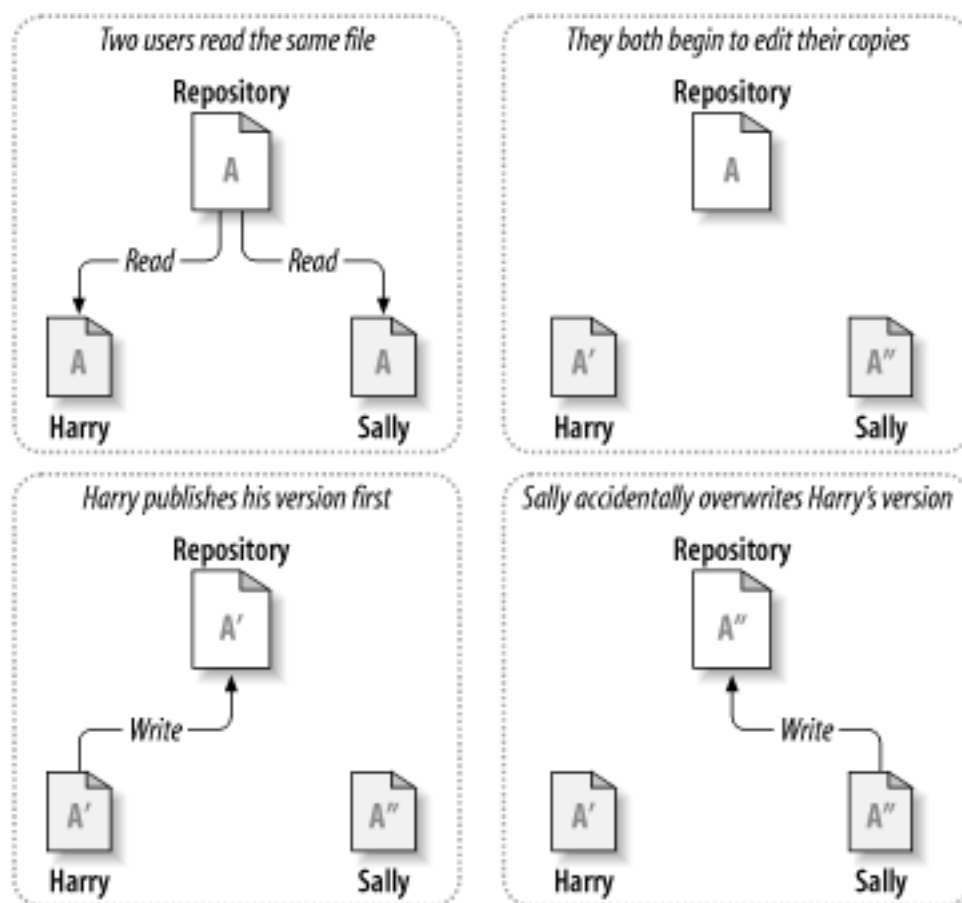 Two users read the same file
Repository
A
Read
Read
A
A
Harry
Sally
They both begin to edit their copies
Repository
A
A′
A″
Harry
Sally
Harry publishes his version first
Repository
A′
Write
A′
A″
Harry
Sally
Sally accidentally overwrites Harry's version
Repository
A″
Write
A′
A″
Harry
Sally